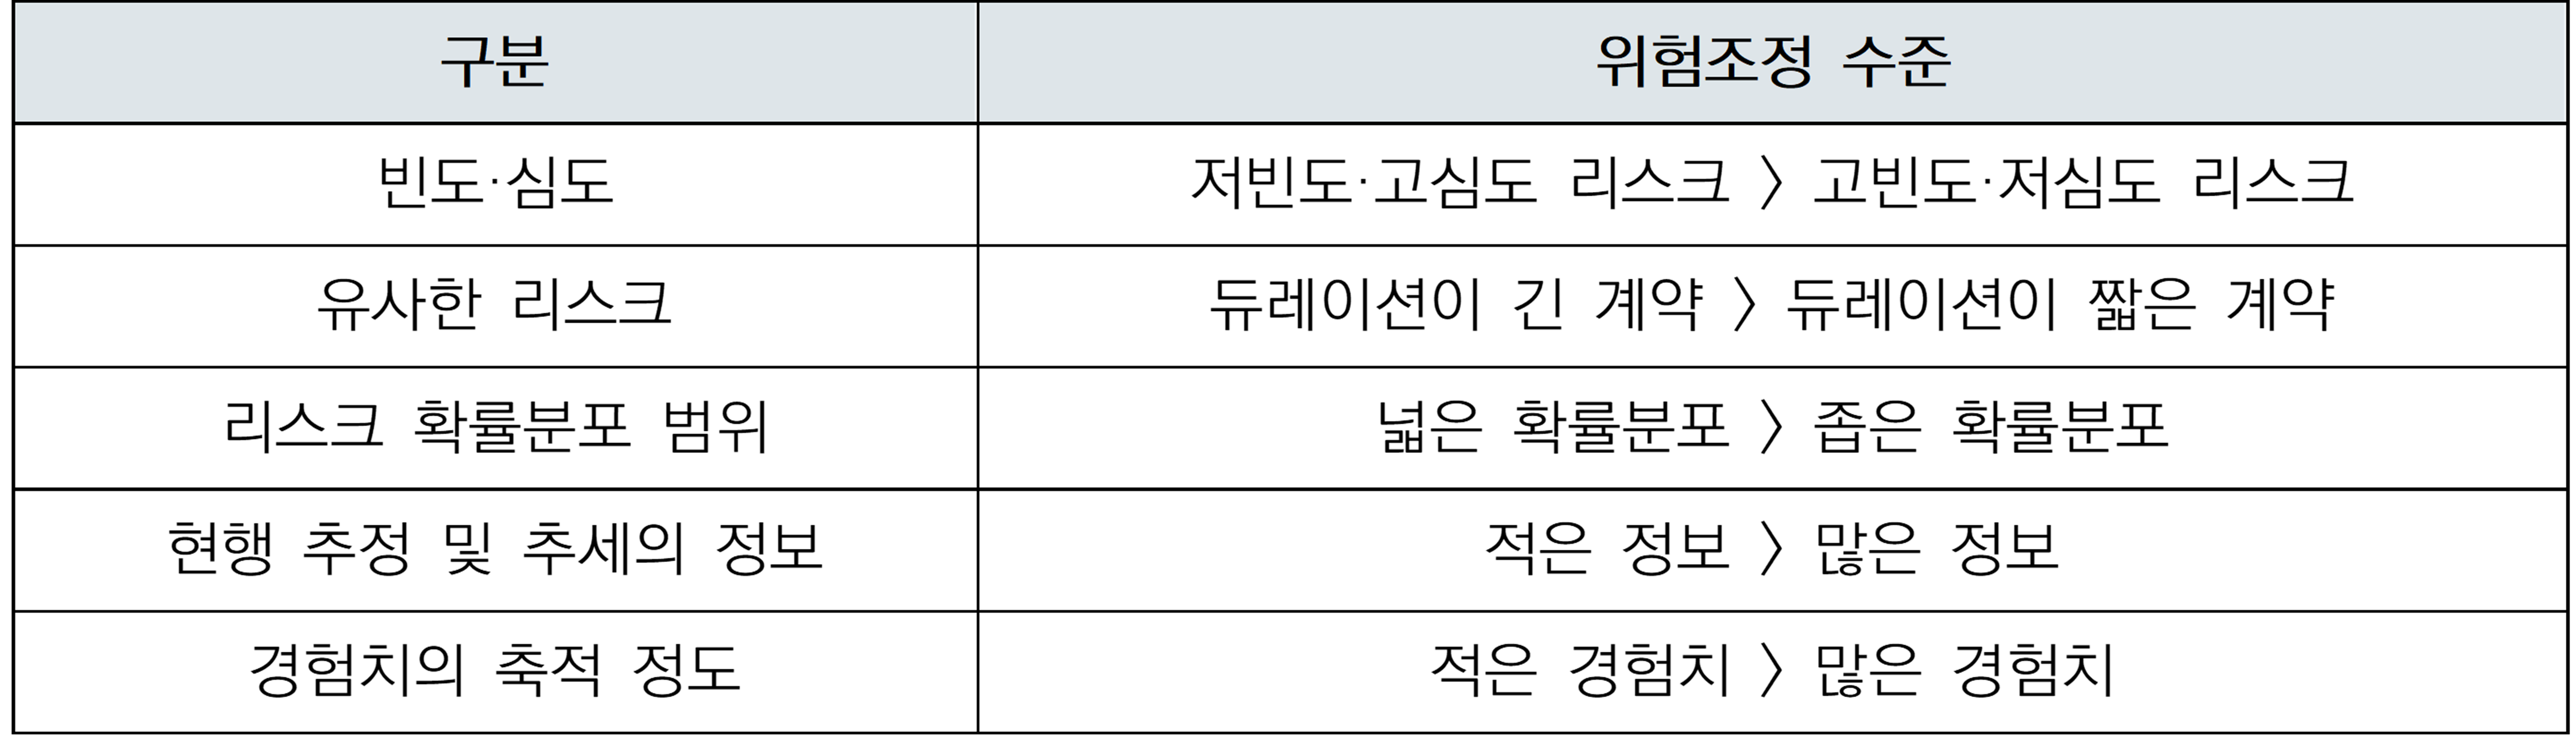 구분 위험조정 수준
빈도·심도 저빈도·고심도 리스크 〉 고빈도·저심도 리스크
유사한 리스크 듀레이션이 긴 계약 〉 듀레이션이 짧은 계약
리스크 확률분포 범위 넓은 확률분포 〉 좁은 확률분포
현행 추정 및 추세의 정보 적은 정보 〉 많은 정보
경험치의 축적 정도 적은 경험치 〉 많은 경험치